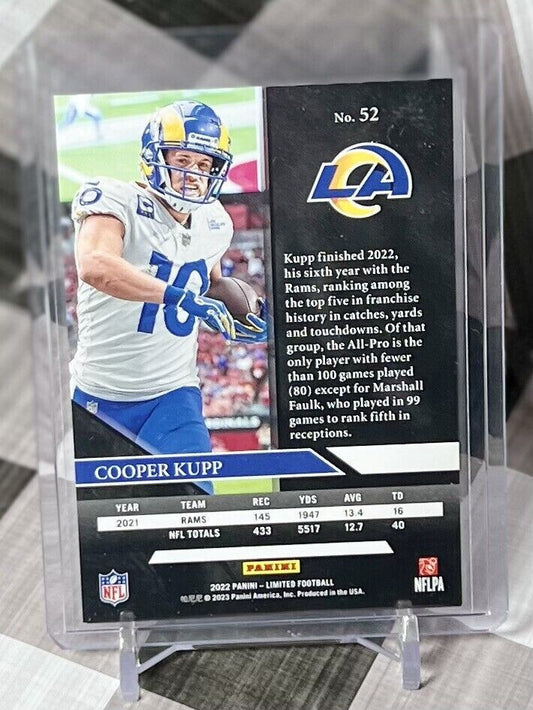 No. 52
LA
Kupp finished 2022,
his sixth year with the
Rams, ranking among
the top five in franchise
history in catches, yards
and touchdowns. Of that
group, the All-Pro is the
only player with fewer
than 100 games played
(80) except for Marshall
Faulk, who played in 99
games to rank fifth in
receptions.
10
10
COOPER KUPP
YEAR TEAM REC YDS AVG TD
2021 RAMS 145 1947 13.4 16
NFL TOTALS 433 5517 12.7 40
PANINI
2022 PANINI – LIMITED FOOTBALL
© 2023 Panini America, Inc. Produced in the USA.
NFL
NFLPA